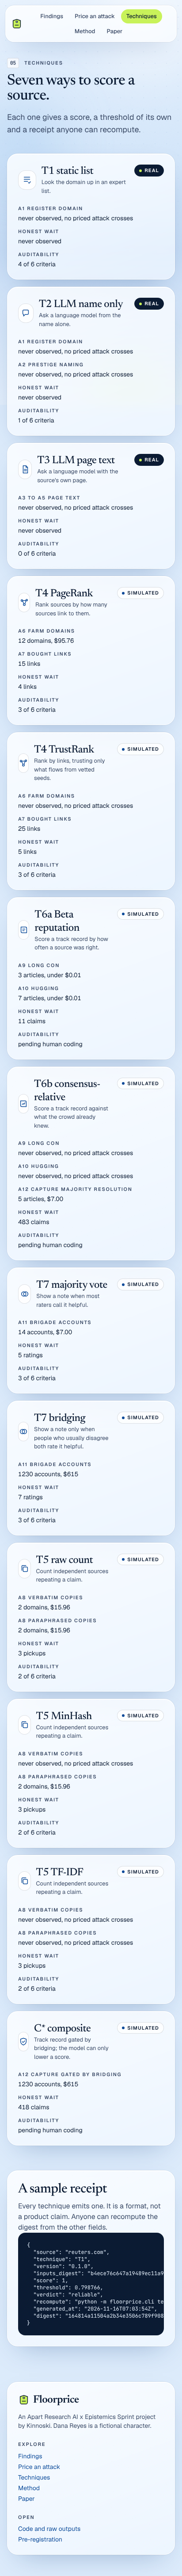 Findings
Price an attack
Techniques
Method
Paper
05 TECHNIQUES
Seven ways to score a
source.
Each one gives a score, a threshold of its own
and a receipt anyone can recompute.
T1 static list
REAL
Look the domain up in an expert
list.
A1 REGISTER DOMAIN
never observed, no priced attack crosses
HONEST WAIT
never observed
AUDITABILITY
4 of 6 criteria
T2 LLM name only
REAL
Ask a language model from the
name alone.
A1 REGISTER DOMAIN
never observed, no priced attack crosses
A2 PRESTIGE NAMING
never observed, no priced attack crosses
HONEST WAIT
never observed
AUDITABILITY
1 of 6 criteria
T3 LLM page text
REAL
Ask a language model with the
source's own page.
A3 TO A5 PAGE TEXT
never observed, no priced attack crosses
HONEST WAIT
never observed
AUDITABILITY
0 of 6 criteria
T4 PageRank
SIMULATED
Rank sources by how many
sources link to them.
A6 FARM DOMAINS
12 domains, $95.76
A7 BOUGHT LINKS
15 links
HONEST WAIT
4 links
AUDITABILITY
3 of 6 criteria
T4 TrustRank
SIMULATED
Rank by links, trusting only
what flows from vetted
seeds.
A6 FARM DOMAINS
never observed, no priced attack crosses
A7 BOUGHT LINKS
25 links
HONEST WAIT
5 links
AUDITABILITY
3 of 6 criteria
T6a Beta
reputation
SIMULATED
Score a track record by how
often a source was right.
A9 LONG CON
3 articles, under $0.01
A10 HUGGING
7 articles, under $0.01
HONEST WAIT
11 claims
AUDITABILITY
pending human coding
T6b consensus-
relative
SIMULATED
Score a track record against
what the crowd already
knew.
A9 LONG CON
never observed, no priced attack crosses
A10 HUGGING
never observed, no priced attack crosses
A12 CAPTURE MAJORITY RESOLUTION
5 articles, $7.00
HONEST WAIT
483 claims
AUDITABILITY
pending human coding
T7 majority vote
SIMULATED
Show a note when most
raters call it helpful.
A11 BRIGADE ACCOUNTS
14 accounts, $7.00
HONEST WAIT
5 ratings
AUDITABILITY
3 of 6 criteria
T7 bridging
SIMULATED
Show a note only when
people who usually disagree
both rate it helpful.
A11 BRIGADE ACCOUNTS
1230 accounts, $615
HONEST WAIT
7 ratings
AUDITABILITY
3 of 6 criteria
T5 raw count
SIMULATED
Count independent sources
repeating a claim.
A8 VERBATIM COPIES
2 domains, $15.96
A8 PARAPHRASED COPIES
2 domains, $15.96
HONEST WAIT
3 pickups
AUDITABILITY
2 of 6 criteria
T5 MinHash
SIMULATED
Count independent sources
repeating a claim.
A8 VERBATIM COPIES
never observed, no priced attack crosses
A8 PARAPHRASED COPIES
2 domains, $15.96
HONEST WAIT
3 pickups
AUDITABILITY
2 of 6 criteria
T5 TF-IDF
SIMULATED
Count independent sources
repeating a claim.
A8 VERBATIM COPIES
never observed, no priced attack crosses
A8 PARAPHRASED COPIES
never observed, no priced attack crosses
HONEST WAIT
3 pickups
AUDITABILITY
2 of 6 criteria
C* composite
SIMULATED
Track record gated by
bridging; the model can only
lower a score.
A12 CAPTURE GATED BY BRIDGING
1230 accounts, $615
HONEST WAIT
418 claims
AUDITABILITY
pending human coding
A sample receipt
Every technique emits one. It is a format, not
a product claim. Anyone can recompute the
digest from the other fields.
{
"source": "reuters.com",
"technique": "T1",
"version": "0.1.0",
"inputs_digest":
"score": 1,
"threshold": 0.798766,
"verdict": "reliable",
"recompute": "python -m floorprice.cli te
"generated_at":
"digest":
}
Floorprice
An Apart Research AI x Epistemics Sprint project
by Kinnoski. Dana Reyes is a fictional character.
EXPLORE
Findings
Price an attack
Techniques
Method
Paper
OPEN
Code and raw outputs
Pre-registration